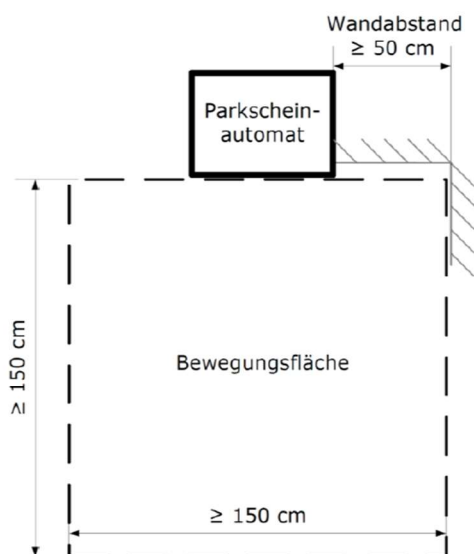 Wandabstand
≥ 50 cm
Parkschein-
automat
≥ 150 cm
Bewegungsfläche
≥ 150 cm